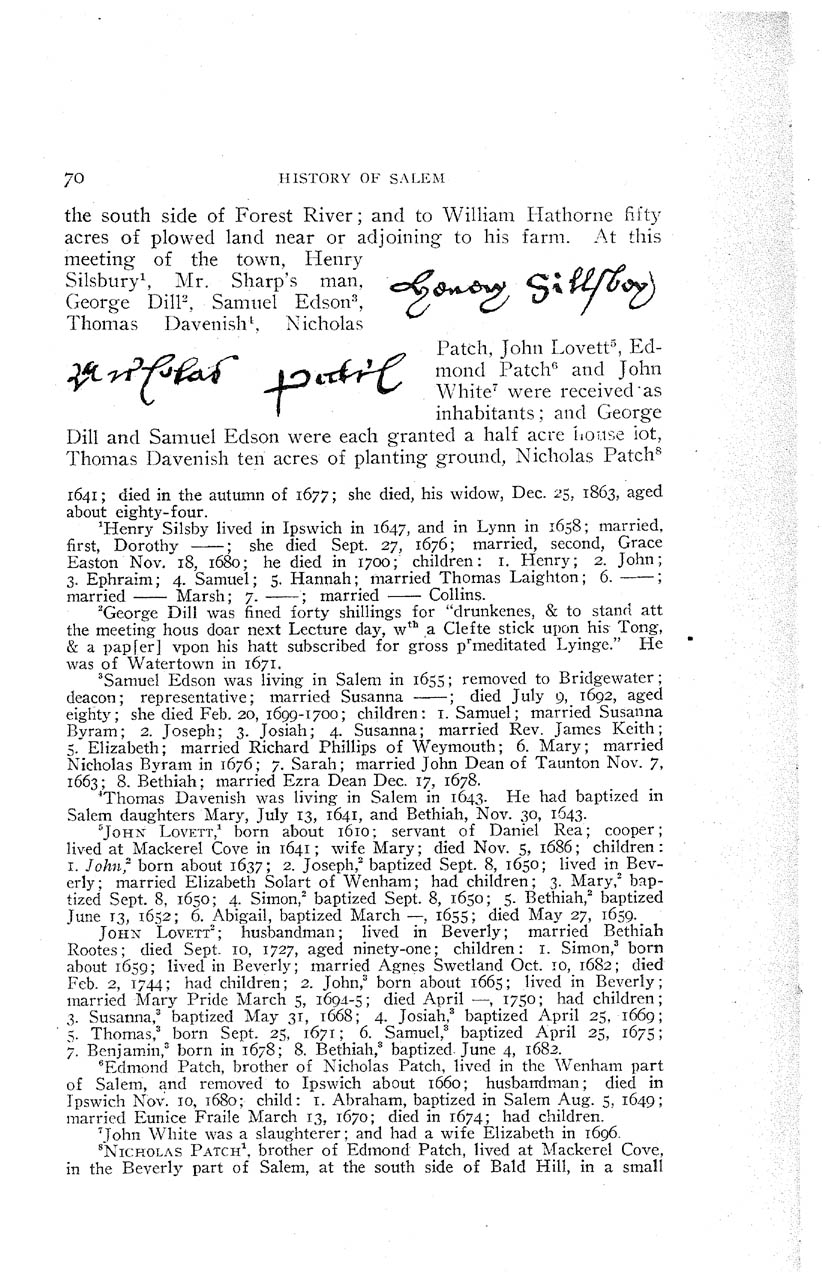 70 HISTORY OF SALEM
the south side of Forest River; and to William Hathorne fifty
acres of plowed land near or adjoining to his farm. At this
meeting of the town, Henry
Silsbury¹, Mr. Sharp's man,
George Dill², Samuel Edson³,
Thomas Davenish⁴, Nicholas
Henery Sillsbey
Patch, John Lovett⁵, Ed-
mond Patch⁶ and John
White⁷ were received as
inhabitants; and George
Nicholas Patch
Dill and Samuel Edson were each granted a half acre house lot,
Thomas Davenish ten acres of planting ground, Nicholas Patch⁸
1641; died in the autumn of 1677; she died, his widow, Dec. 25, 1863, aged
about eighty-four.
¹Henry Silsby lived in Ipswich in 1647, and in Lynn in 1658; married,
first, Dorothy ——; she died Sept. 27, 1676; married, second, Grace
Easton Nov. 18, 1680; he died in 1700; children: 1. Henry; 2. John;
3. Ephraim; 4. Samuel; 5. Hannah; married Thomas Laighton; 6. ——;
married —— Marsh; 7. ——; married —— Collins.
²George Dill was fined forty shillings for "drunkenes, & to stand att
the meeting hous doar next Lecture day, wᵗʰ a Clefte stick upon his Tong,
& a pap[er] vpon his hatt subscribed for gross pʳmeditated Lyinge." He
was of Watertown in 1671.
³Samuel Edson was living in Salem in 1655; removed to Bridgewater;
deacon; representative; married Susanna ——; died July 9, 1692, aged
eighty; she died Feb. 20, 1699-1700; children: 1. Samuel; married Susanna
Byram; 2. Joseph; 3. Josiah; 4. Susanna; married Rev. James Keith;
5. Elizabeth; married Richard Phillips of Weymouth; 6. Mary; married
Nicholas Byram in 1676; 7. Sarah; married John Dean of Taunton Nov. 7,
1663; 8. Bethiah; married Ezra Dean Dec. 17, 1678.
⁴Thomas Davenish was living in Salem in 1643. He had baptized in
Salem daughters Mary, July 13, 1641, and Bethiah, Nov. 30, 1643.
⁵JOHN LOVETT,¹ born about 1610; servant of Daniel Rea; cooper;
lived at Mackerel Cove in 1641; wife Mary; died Nov. 5, 1686; children:
1. John,² born about 1637; 2. Joseph,² baptized Sept. 8, 1650; lived in Bev-
erly; married Elizabeth Solart of Wenham; had children; 3. Mary,² bap-
tized Sept. 8, 1650; 4. Simon,² baptized Sept. 8, 1650; 5. Bethiah,² baptized
June 13, 1652; 6. Abigail, baptized March —, 1655; died May 27, 1659.
JOHN LOVETT²; husbandman; lived in Beverly; married Bethiah
Rootes; died Sept. 10, 1727, aged ninety-one; children: 1. Simon,³ born
about 1659; lived in Beverly; married Agnes Swetland Oct. 10, 1682; died
Feb. 2, 1744; had children; 2. John,³ born about 1665; lived in Beverly;
married Mary Pride March 5, 1694-5; died April —, 1750; had children;
3. Susanna,³ baptized May 31, 1668; 4. Josiah,³ baptized April 25, 1669;
5. Thomas,³ born Sept. 25, 1671; 6. Samuel,³ baptized April 25, 1675;
7. Benjamin,³ born in 1678; 8. Bethiah,³ baptized June 4, 1682.
⁶Edmond Patch, brother of Nicholas Patch, lived in the Wenham part
of Salem, and removed to Ipswich about 1660; husbandman; died in
Ipswich Nov. 10, 1680; child: 1. Abraham, baptized in Salem Aug. 5, 1649;
married Eunice Fraile March 13, 1670; died in 1674; had children.
⁷John White was a slaughterer; and had a wife Elizabeth in 1696.
⁸NICHOLAS PATCH¹, brother of Edmond Patch, lived at Mackerel Cove,
in the Beverly part of Salem, at the south side of Bald Hill, in a small